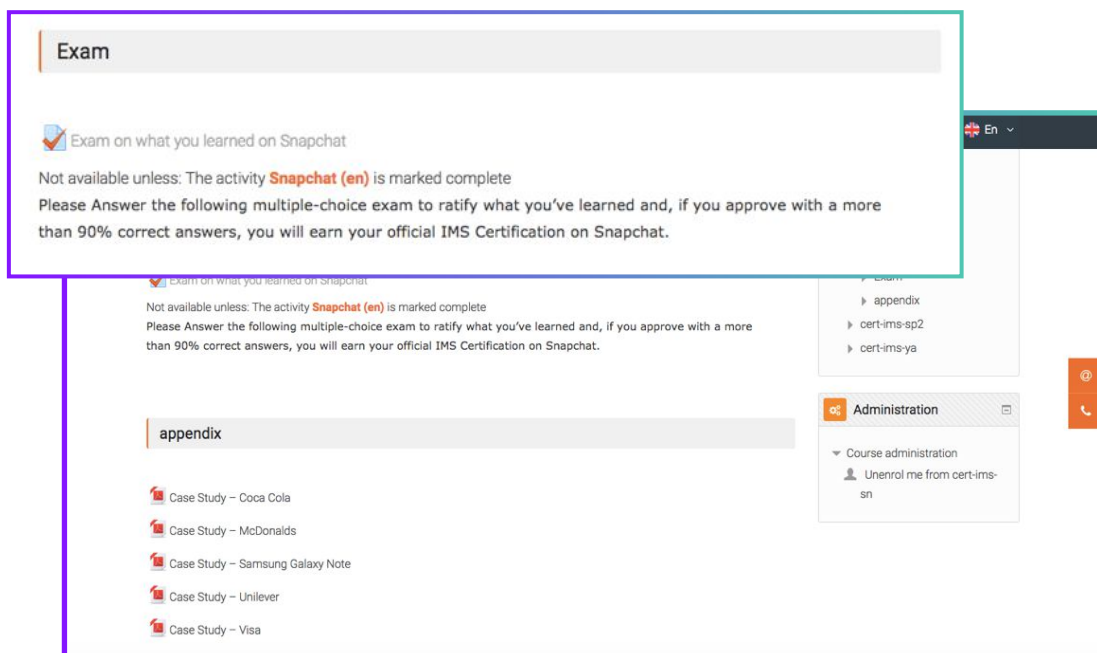 Exam
Exam on what you learned on Snapchat
Not available unless: The activity Snapchat (en) is marked complete
Please Answer the following multiple-choice exam to ratify what you’ve learned and, if you approve with a more
than 90% correct answers, you will earn your official IMS Certification on Snapchat.
En
Exam on what you learned on Snapchat
Not available unless: The activity Snapchat (en) is marked complete
Please Answer the following multiple-choice exam to ratify what you’ve learned and, if you approve with a more
than 90% correct answers, you will earn your official IMS Certification on Snapchat.
appendix
Case Study – Coca Cola
Case Study – McDonalds
Case Study – Samsung Galaxy Note
Case Study – Unilever
Case Study – Visa
Exam
appendix
cert-ims-sp2
cert-ims-ya
Administration
Course administration
Unenrol me from cert-ims-
sn
@